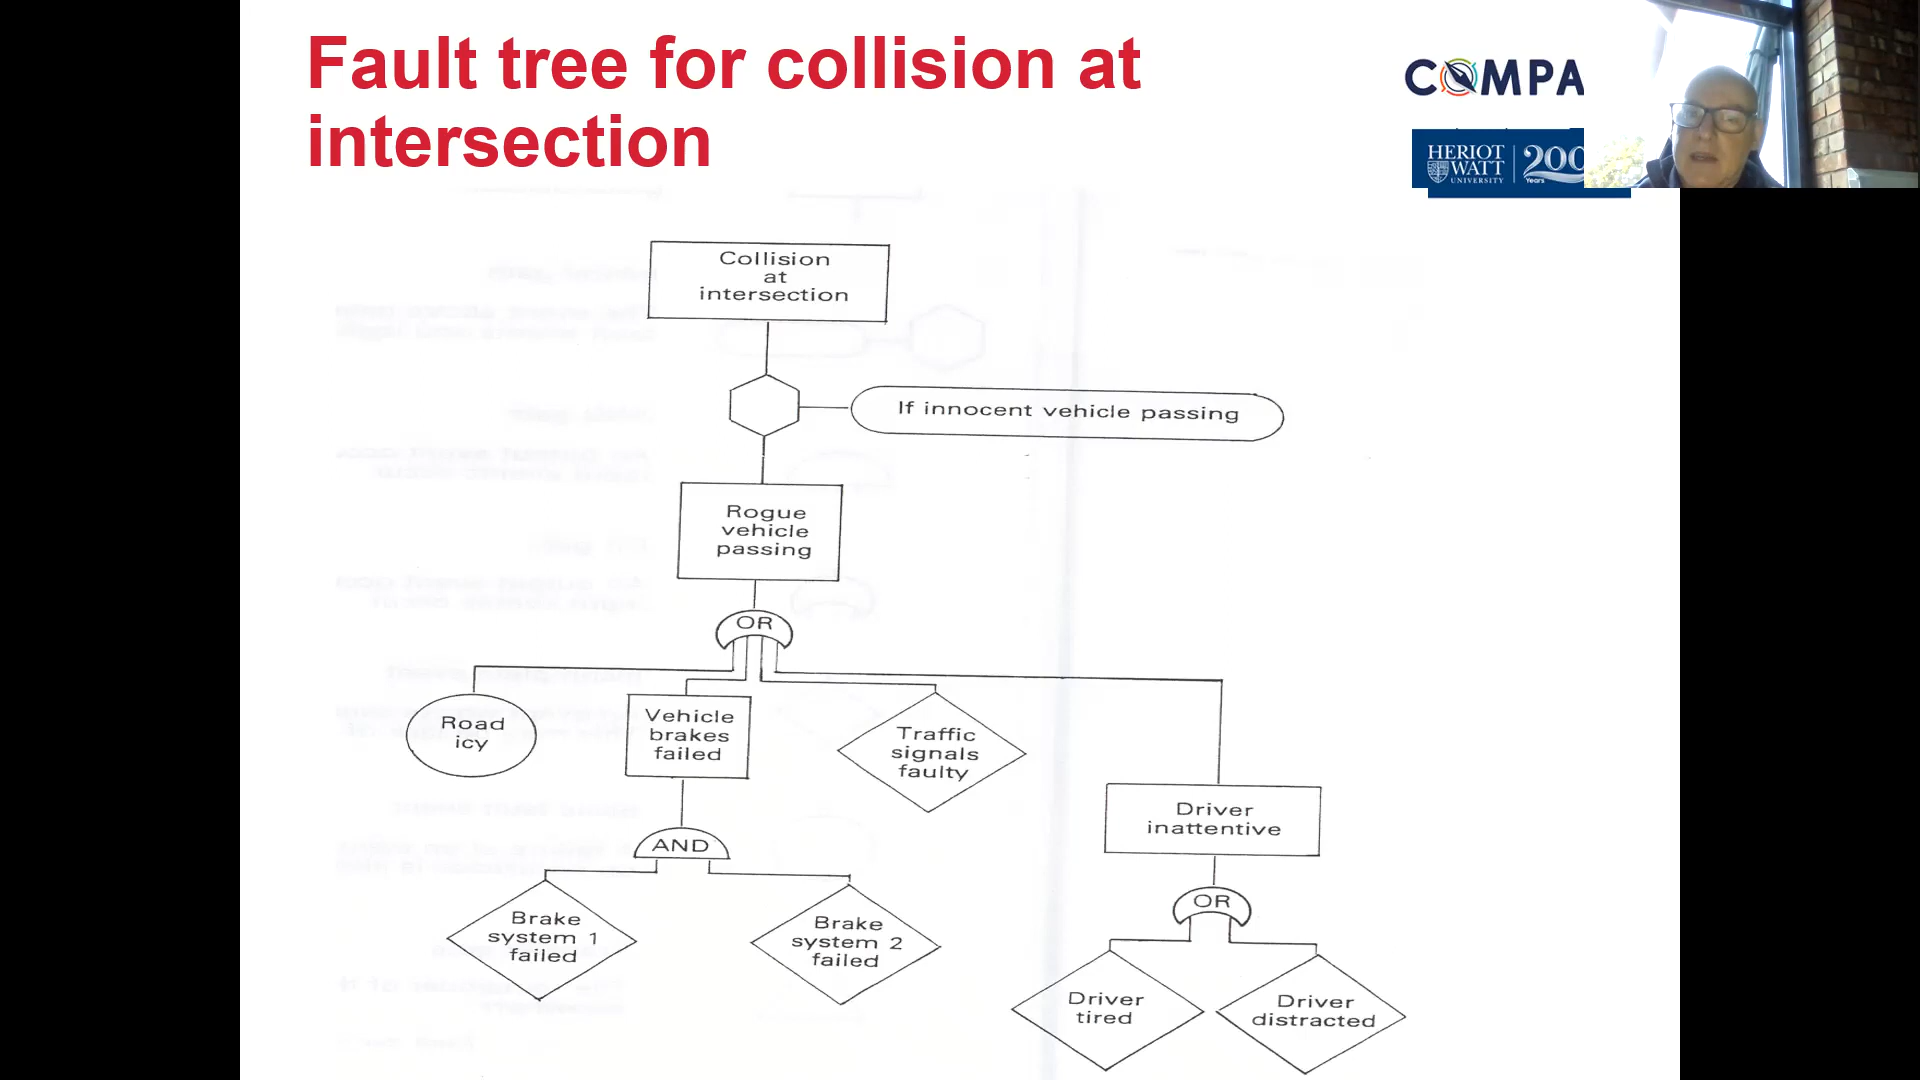 Fault tree for collision at
intersection
COMPA
HERIOT
WATT
UNIVERSITY
200
Years
Collision
at
intersection
If innocent vehicle passing
Rogue
vehicle
passing
OR
Road
icy
Vehicle
brakes
failed
Traffic
signals
faulty
Driver
inattentive
AND
OR
Brake
system 1
failed
Brake
system 2
failed
Driver
tired
Driver
distracted